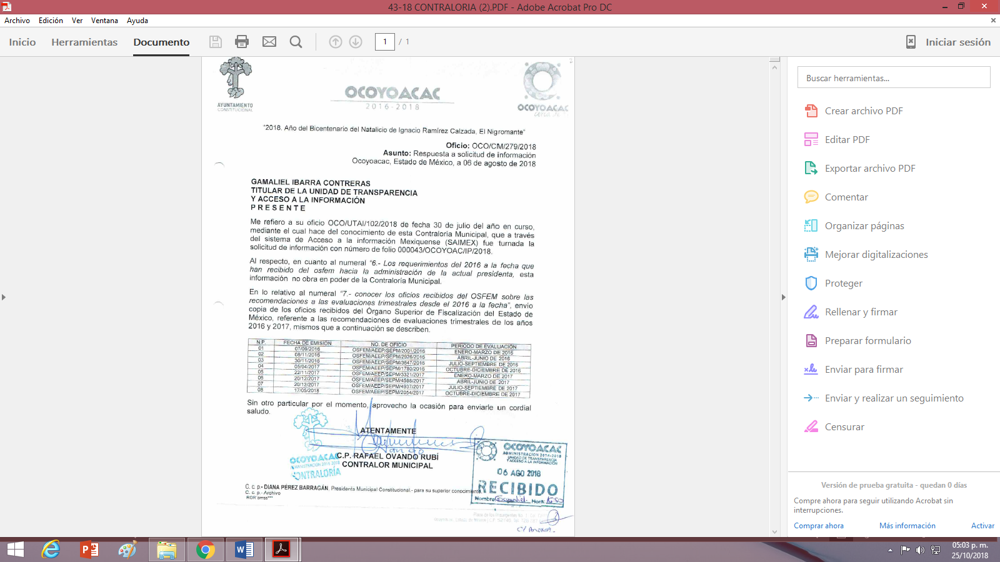 43-18 CONTRALORIA (2).PDF - Adobe Acrobat Pro DC
Archivo Edición Ver Ventana Ayuda
Inicio Herramientas Documento 1 / 1 Iniciar sesión
AYUNTAMIENTO
CONSTITUCIONAL
OCOYOACAC
2016-2018
OCOYOACAC
"2018. Año del Bicentenario del Natalicio de Ignacio Ramírez Calzada, El Nigromante"
Oficio: OCO/CM/279/2018
Asunto: Respuesta a solicitud de información
Ocoyoacac, Estado de México, a 06 de agosto de 2018
GAMALIEL IBARRA CONTRERAS
TITULAR DE LA UNIDAD DE TRANSPARENCIA
Y ACCESO A LA INFORMACIÓN
P R E S E N T E
Me refiero a su oficio OCO/UTAI/102/2018 de fecha 30 de julio del año en curso,
mediante el cual hace del conocimiento de esta Contraloría Municipal, que a través
del sistema de Acceso a la información Mexiquense (SAIMEX) fue turnada la
solicitud de información con número de folio 000043/OCOYOAC/IP/2018.
Al respecto, en cuanto al numeral "6.- Los requerimientos del 2016 a la fecha que
han recibido del osfem hacia la administración de la actual presidenta, esta
información no obra en poder de la Contraloría Municipal.
En lo relativo al numeral "7.- conocer los oficios recibidos del OSFEM sobre las
recomendaciones a las evaluaciones trimestrales desde el 2016 a la fecha", envío
copia de los oficios recibidos del Órgano Superior de Fiscalización del Estado de
México, referente a las recomendaciones de evaluaciones trimestrales de los años
2016 y 2017, mismos que a continuación se describen.
N.P. FECHA DE EMISIÓN NO. DE OFICIO PERIODO DE EVALUACIÓN
01 07/09/2016 OSFEM/AEEP/SEPM/2001/2016 ENERO-MARZO DE 2016
02 08/11/2016 OSFEM/AEEP/SEPM/2926/2016 ABRIL-JUNIO DE 2016
03 30/11/2016 OSFEM/AEEP/SEPM/3647/2016 JULIO-SEPTIEMBRE DE 2016
04 05/04/2017 OSFEM/AEEP/SEPM/1780/2016 OCTUBRE-DICIEMBRE DE 2016
05 22/11/2017 OSFEM/AEEP/SEPM/3321/2017 ENERO-MARZO DE 2017
06 20/12/2017 OSFEM/AEEP/SEPM/4588/2017 ABRIL-JUNIO DE 2017
07 20/12/2017 OSFEM/AEEP/SEPM/4937/2017 JULIO-SEPTIEMBRE DE 2017
08 17/05/2018 OSFEM/AEEP/SEPM/2054/2017 OCTUBRE-DICIEMBRE DE 2017
Sin otro particular por el momento, aprovecho la ocasión para enviarle un cordial
saludo.
ATENTAMENTE
C.P. RAFAEL OVANDO RUBÍ
CONTRALOR MUNICIPAL
OCOYOACAC
ADMINISTRACIÓN 2016 2018
CONTRALORÍA
OCOYOACAC
ADMINISTRACION 2016-2018
UNIDAD DE TRANSPARENCIA
Y ACCESO A LA INFORMACIÓN
06 AGO 2018
RECIBIDO
Nombre: Gamaliel Hora:
C. c. p.- DIANA PÉREZ BARRAGÁN, Presidenta Municipal Constitucional.- para su superior conocimiento.
C. c. p.- Archivo
ROR*amss***
C/ Anexos
Buscar herramientas...
Crear archivo PDF
Editar PDF
Exportar archivo PDF
Comentar
Organizar páginas
Mejorar digitalizaciones
Proteger
Rellenar y firmar
Preparar formulario
Enviar para firmar
Enviar y realizar un seguimiento
Censurar
Versión de prueba gratuita - quedan 0 días
Compre ahora para seguir utilizando Acrobat sin
interrupciones.
Comprar ahora Más información Activar
05:03 p. m.
25/10/2018